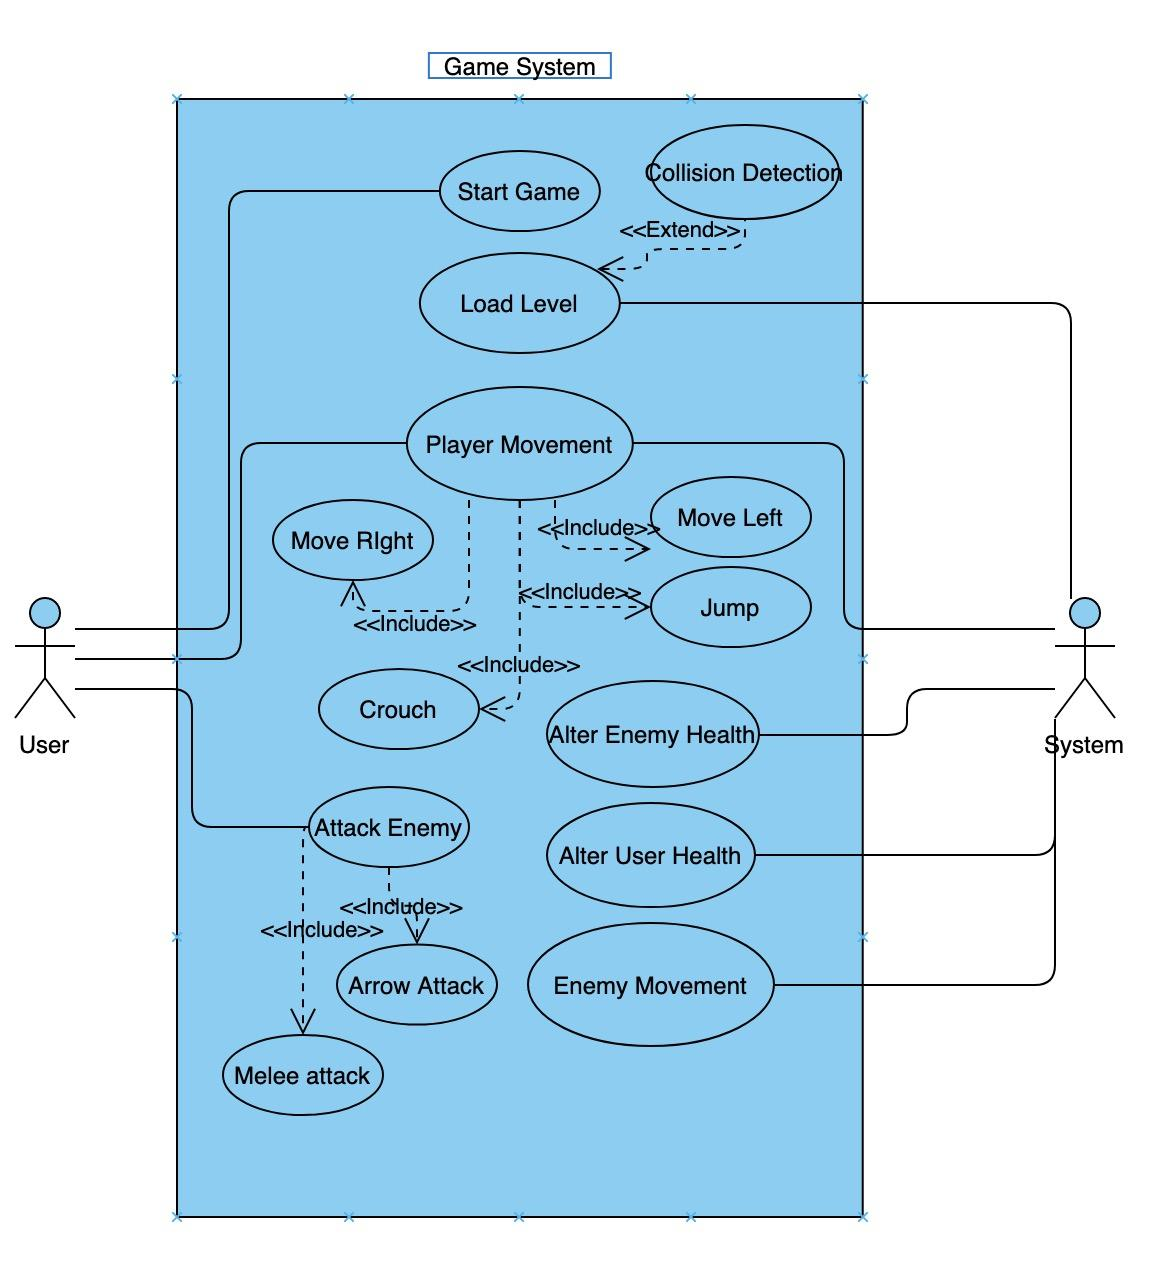 Game System
Collision Detection
Start Game
<<Extend>>
Load Level
Player Movement
Move Left
<<Include>>
Move RIght
<<Include>>
Jump
<<Include>>
<<Include>>
Crouch
Alter Enemy Health
User
System
Attack Enemy
Alter User Health
<<Include>>
<<Include>>
Arrow Attack
Enemy Movement
Melee attack